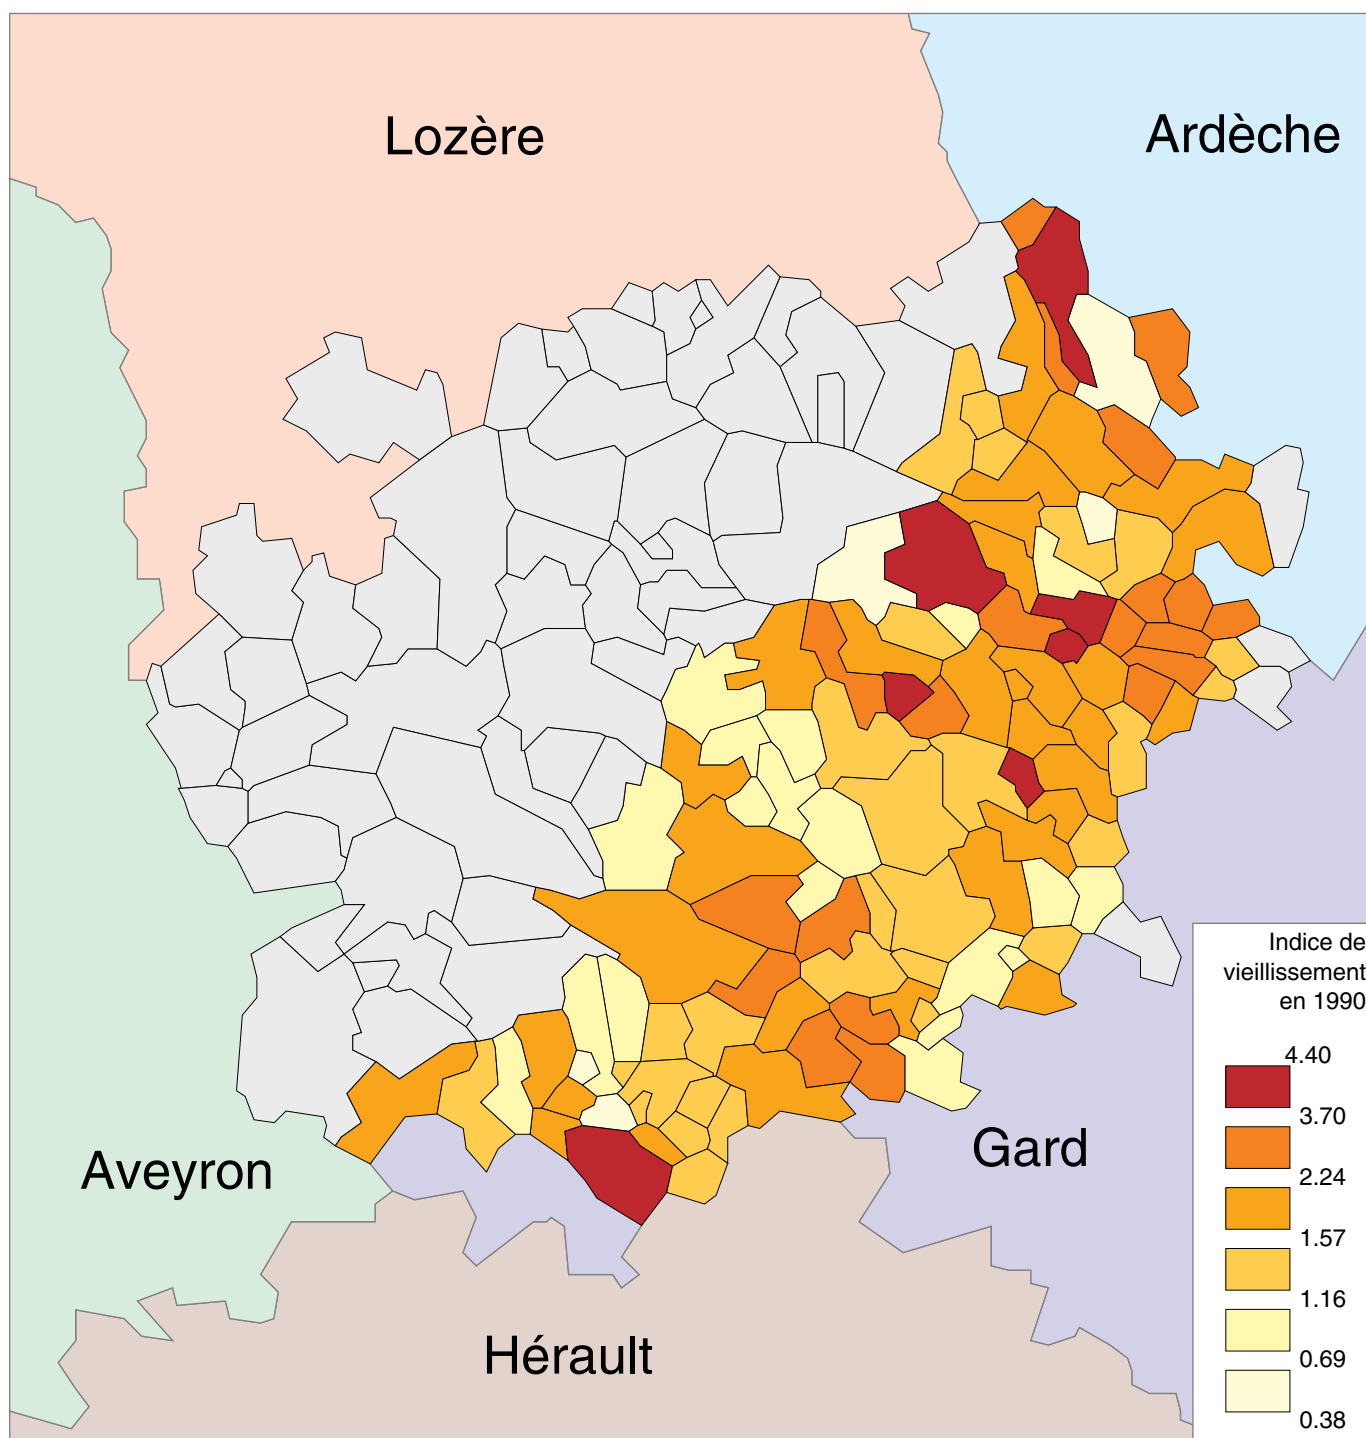 Lozère
Ardèche
Aveyron
Gard
Hérault
Indice de
vieillissement
en 1990
4.40
3.70
2.24
1.57
1.16
0.69
0.38